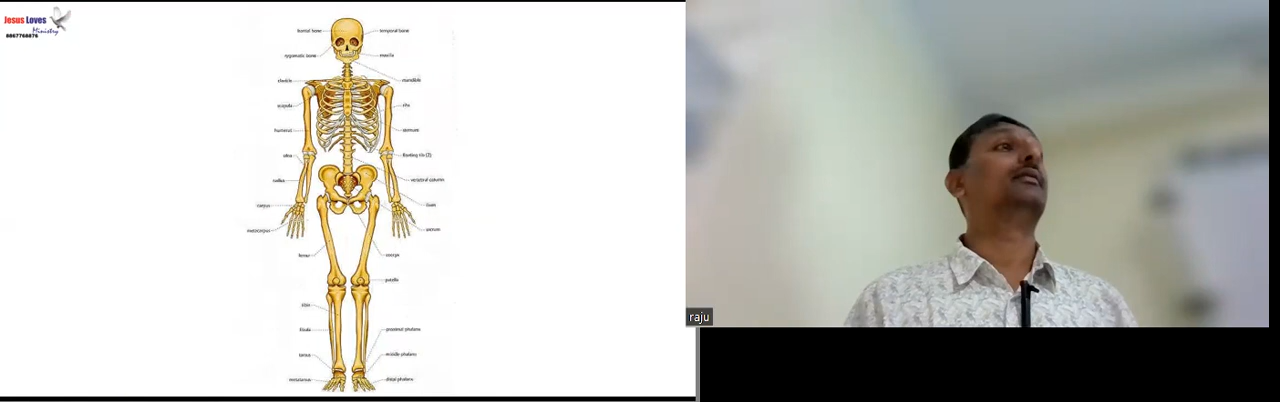 Jesus Loves
Ministry
8867768876
frontal bone
temporal bone
zygomatic bone
maxilla
clavicle
mandible
scapula
ribs
humerus
sternum
ulna
floating rib (2)
radius
vertebral column
carpus
ilium
metacarpus
sacrum
femur
coccyx
patella
tibia
fibula
proximal phalanx
tarsus
middle phalanx
metatarsus
distal phalanx
raju